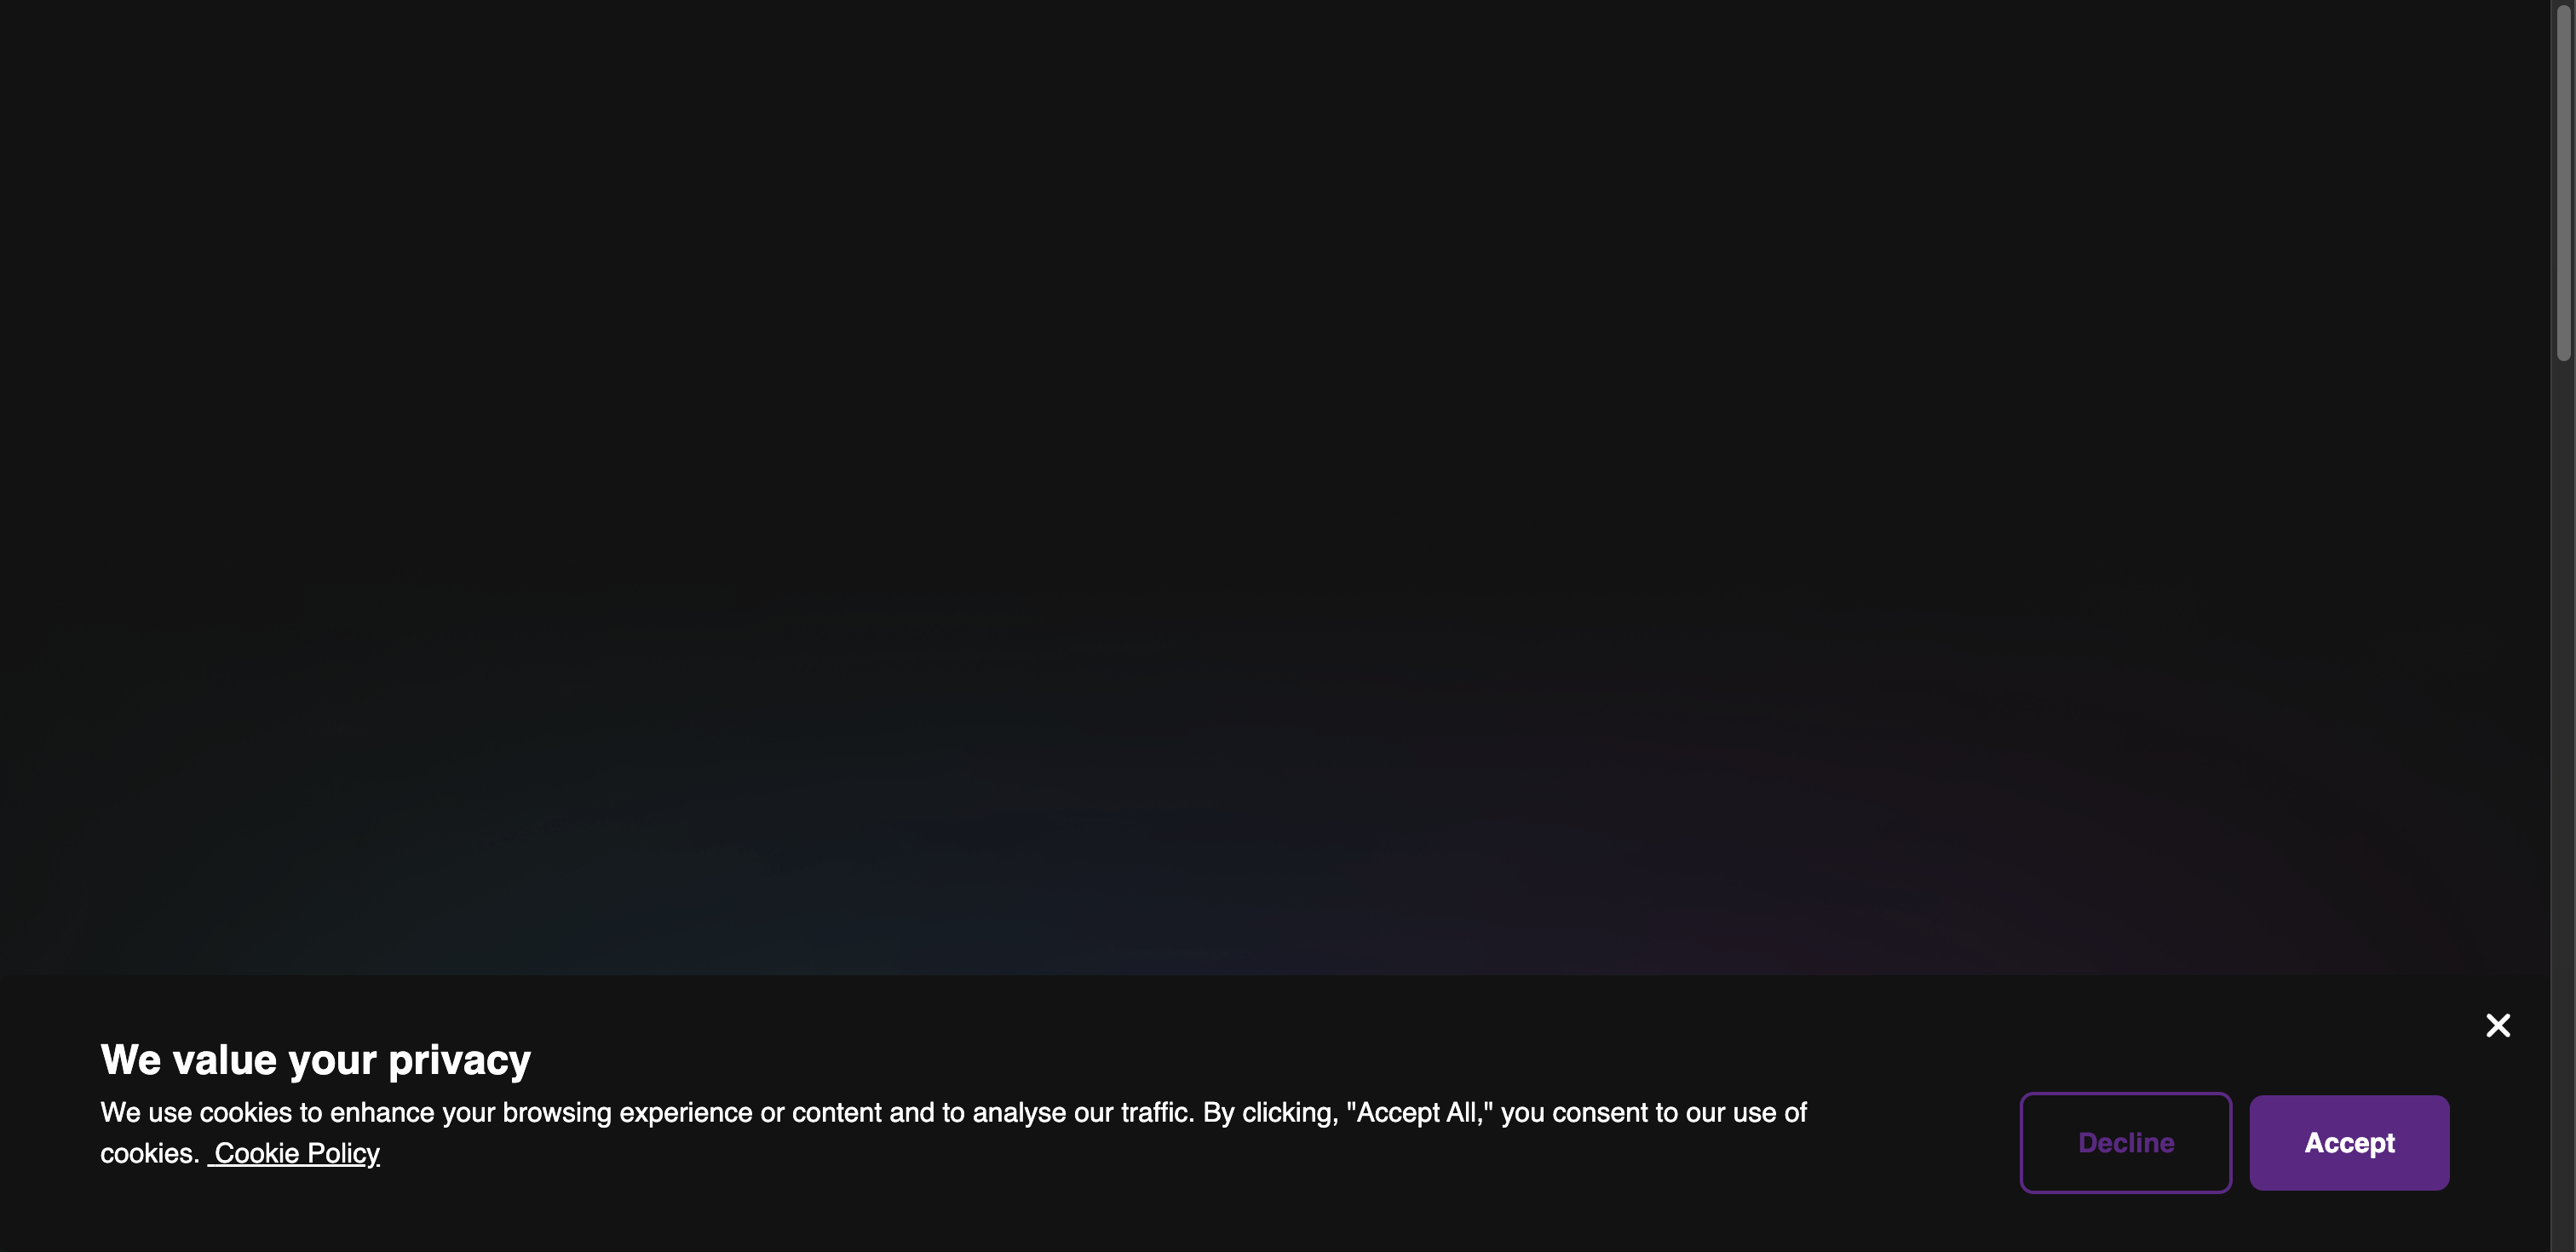 We value your privacy
We use cookies to enhance your browsing experience or content and to analyse our traffic. By clicking, "Accept All," you consent to our use of
cookies. Cookie Policy
Decline
Accept